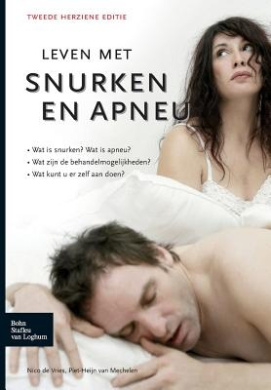 TWEEDE HERZIENE EDITIE
LEVEN MET
SNURKEN
EN APNEU
• Wat is snurken? Wat is apneu?
• Wat zijn de behandelmogelijkheden?
• Wat kunt u er zelf aan doen?
Bohn
Stafleu
van Loghum
Nico de Vries, Piet-Heijn van Mechelen